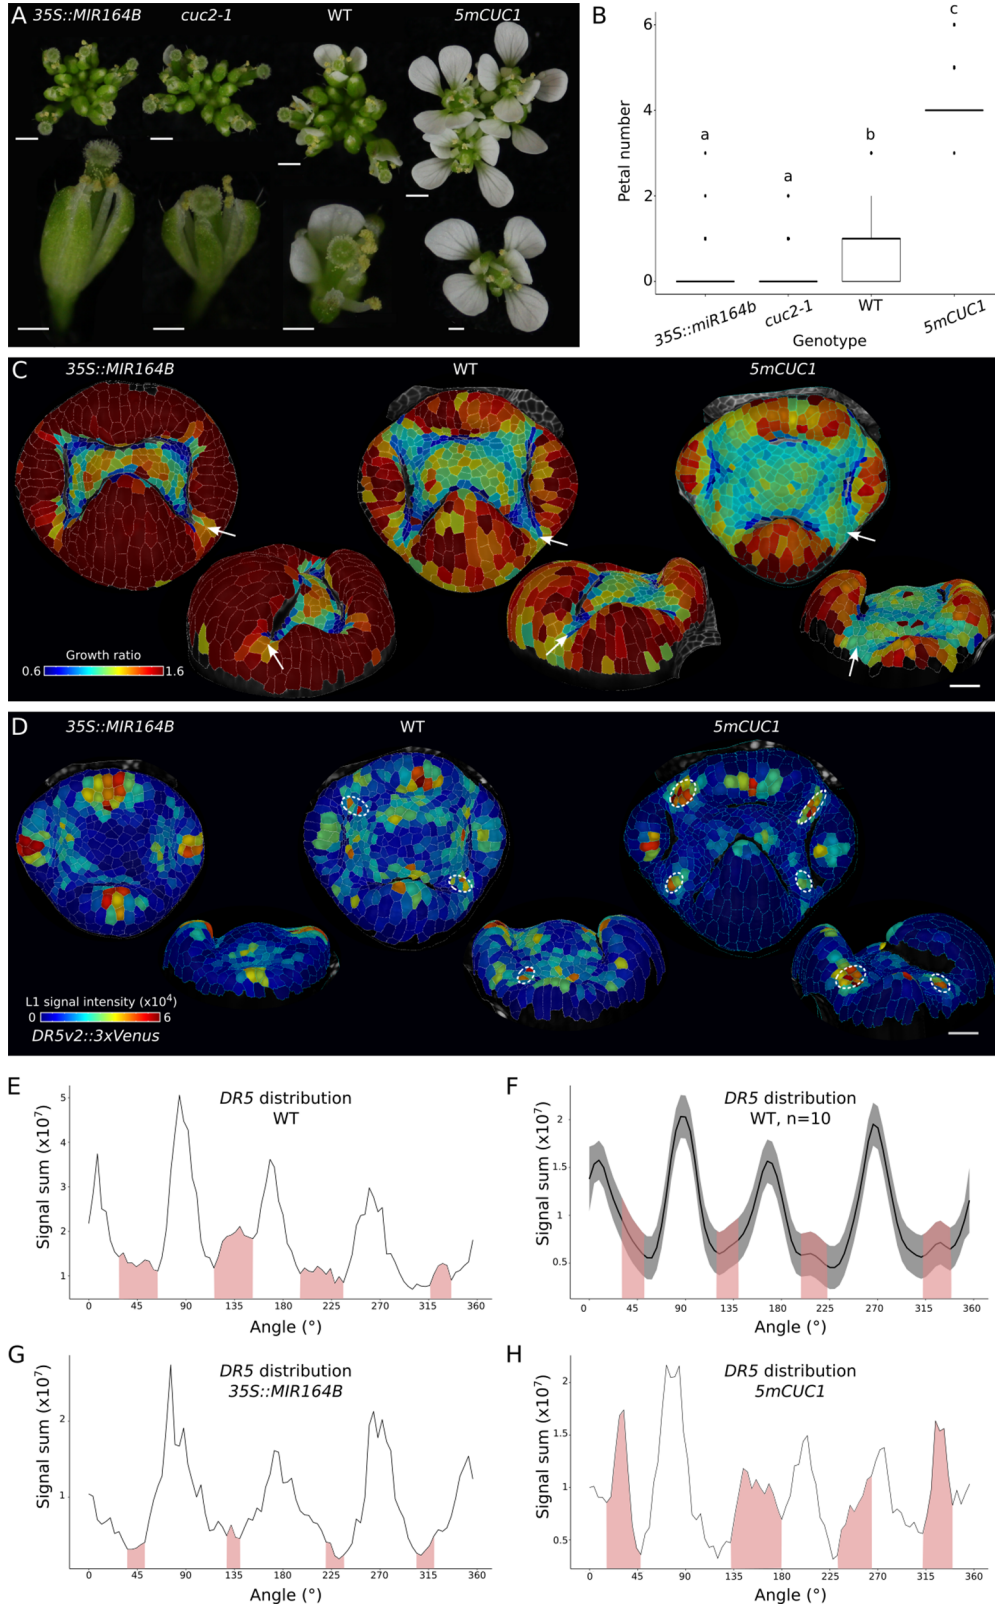 A
35S::MIR164B
cuc2-1
WT
5mCUC1
B
Petal number
6
4
2
0
a
a
b
c
35S::miR164b
cuc2-1
WT
5mCUC1
Genotype
C
35S::MIR164B
WT
5mCUC1
Growth ratio
0.6
1.6
D
35S::MIR164B
WT
5mCUC1
L1 signal intensity (x10⁴)
0
6
DR5v2::3xVenus
E
DR5 distribution
WT
Signal sum (x10⁷)
5
4
3
2
1
0 45 90 135 180 225 270 315 360
Angle (°)
F
DR5 distribution
WT, n=10
Signal sum (x10⁷)
2
1.5
1
0.5
0 45 90 135 180 225 270 315 360
Angle (°)
G
DR5 distribution
35S::MIR164B
Signal sum (x10⁷)
2
1
0 45 90 135 180 225 270 315 360
Angle (°)
H
DR5 distribution
5mCUC1
Signal sum (x10⁷)
2
1.5
1
0.5
0 45 90 135 180 225 270 315 360
Angle (°)